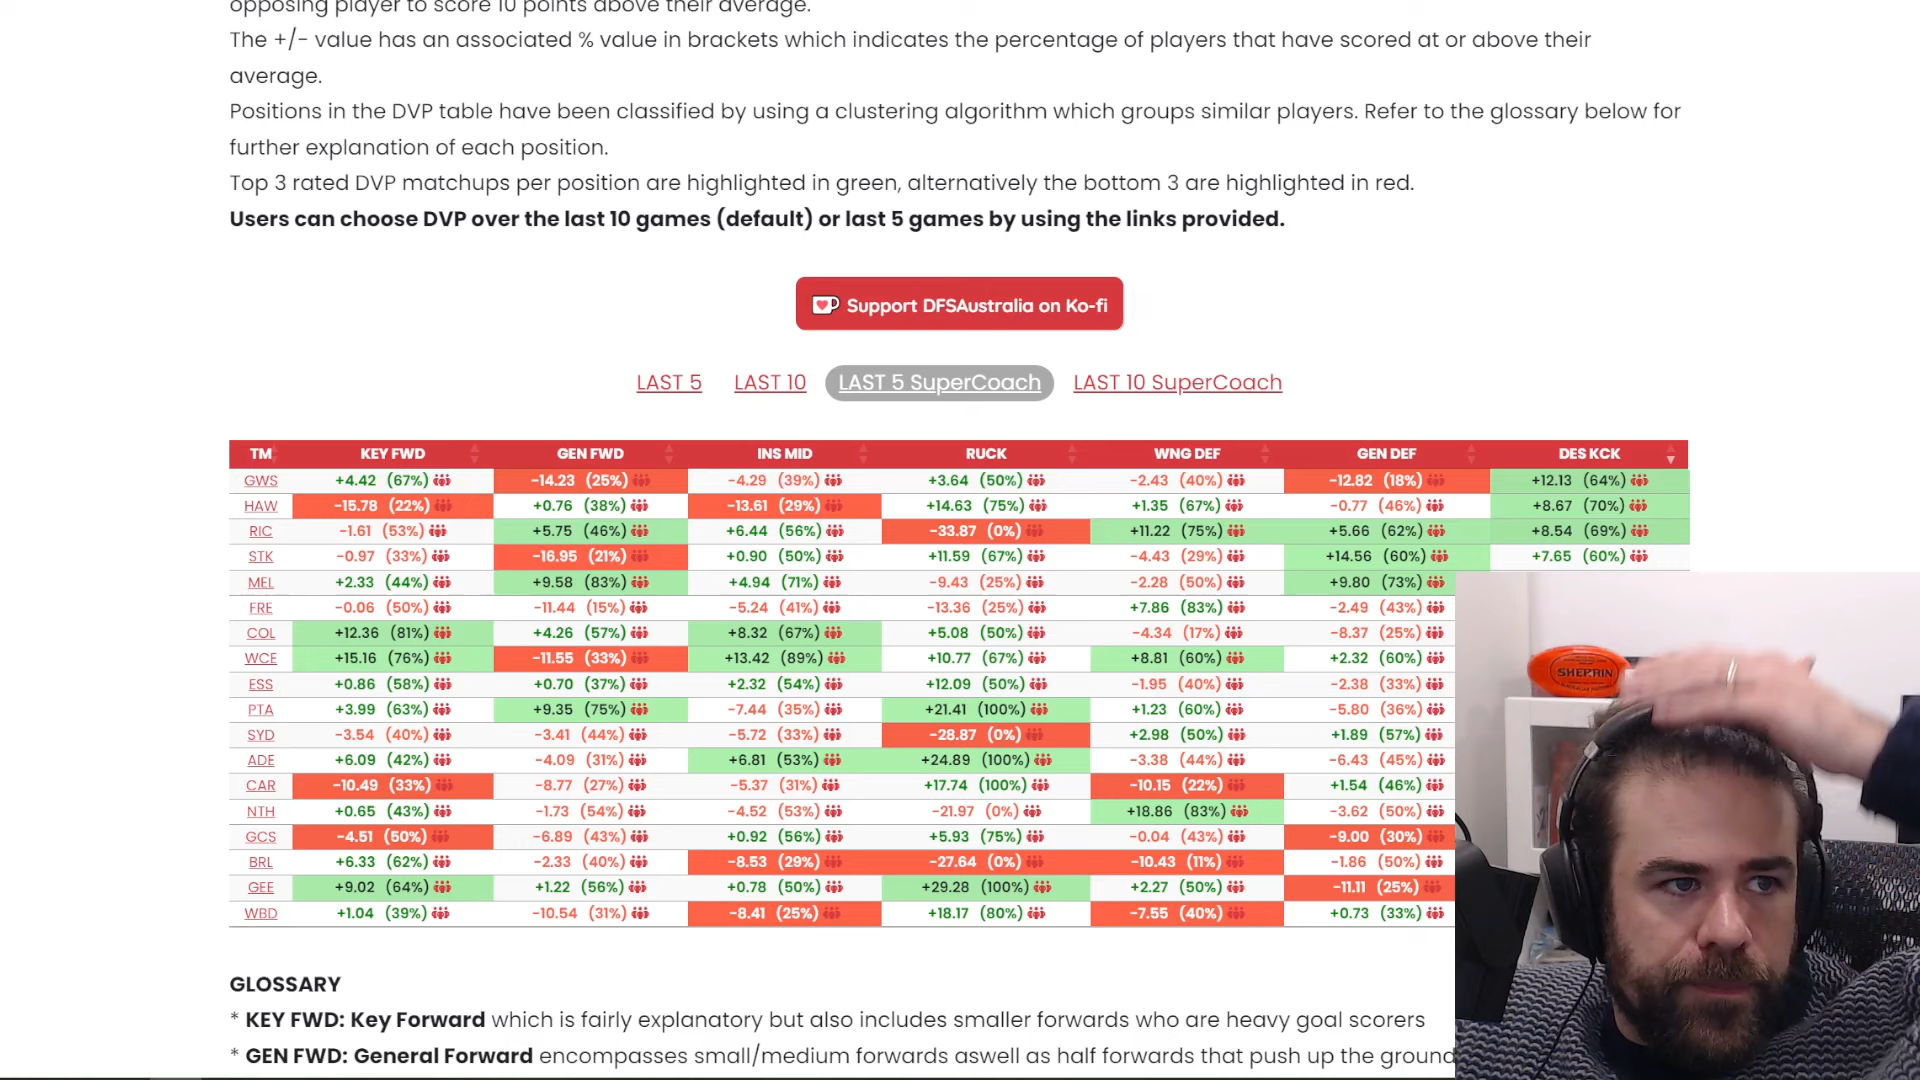 opposing player to score 10 points above their average.
The +/- value has an associated % value in brackets which indicates the percentage of players that have scored at or above their
average.
Positions in the DVP table have been classified by using a clustering algorithm which groups similar players. Refer to the glossary below for
further explanation of each position.
Top 3 rated DVP matchups per position are highlighted in green, alternatively the bottom 3 are highlighted in red.
Users can choose DVP over the last 10 games (default) or last 5 games by using the links provided.
Support DFSAustralia on Ko-fi
LAST 5 LAST 10 LAST 5 SuperCoach LAST 10 SuperCoach
TM KEY FWD GEN FWD INS MID RUCK WNG DEF GEN DEF DES KCK
GWS +4.42 (67%) -14.23 (25%) -4.29 (39%) +3.64 (50%) -2.43 (40%) -12.82 (18%) +12.13 (64%)
HAW -15.78 (22%) +0.76 (38%) -13.61 (29%) +14.63 (75%) +1.35 (67%) -0.77 (46%) +8.67 (70%)
RIC -1.61 (53%) +5.75 (46%) +6.44 (56%) -33.87 (0%) +11.22 (75%) +5.66 (62%) +8.54 (69%)
STK -0.97 (33%) -16.95 (21%) +0.90 (50%) +11.59 (67%) -4.43 (29%) +14.56 (60%) +7.65 (60%)
MEL +2.33 (44%) +9.58 (83%) +4.94 (71%) -9.43 (25%) -2.28 (50%) +9.80 (73%)
FRE -0.06 (50%) -11.44 (15%) -5.24 (41%) -13.36 (25%) +7.86 (83%) -2.49 (43%)
COL +12.36 (81%) +4.26 (57%) +8.32 (67%) +5.08 (50%) -4.34 (17%) -8.37 (25%)
WCE +15.16 (76%) -11.55 (33%) +13.42 (89%) +10.77 (67%) +8.81 (60%) +2.32 (60%)
ESS +0.86 (58%) +0.70 (37%) +2.32 (54%) +12.09 (50%) -1.95 (40%) -2.38 (33%)
PTA +3.99 (63%) +9.35 (75%) -7.44 (35%) +21.41 (100%) +1.23 (60%) -5.80 (36%)
SYD -3.54 (40%) -3.41 (44%) -5.72 (33%) -28.87 (0%) +2.98 (50%) +1.89 (57%)
ADE +6.09 (42%) -4.09 (31%) +6.81 (53%) +24.89 (100%) -3.38 (44%) -6.43 (45%)
CAR -10.49 (33%) -8.77 (27%) -5.37 (31%) +17.74 (100%) -10.15 (22%) +1.54 (46%)
NTH +0.65 (43%) -1.73 (54%) -4.52 (53%) -21.97 (0%) +18.86 (83%) -3.62 (50%)
GCS -4.51 (50%) -6.89 (43%) +0.92 (56%) +5.93 (75%) -0.04 (43%) -9.00 (30%)
BRL +6.33 (62%) -2.33 (40%) -8.53 (29%) -27.64 (0%) -10.43 (11%) -1.86 (50%)
GEE +9.02 (64%) +1.22 (56%) +0.78 (50%) +29.28 (100%) +2.27 (50%) -11.11 (25%)
WBD +1.04 (39%) -10.54 (31%) -8.41 (25%) +18.17 (80%) -7.55 (40%) +0.73 (33%)
GLOSSARY
* KEY FWD: Key Forward which is fairly explanatory but also includes smaller forwards who are heavy goal scorers
* GEN FWD: General Forward encompasses small/medium forwards aswell as half forwards that push up the ground